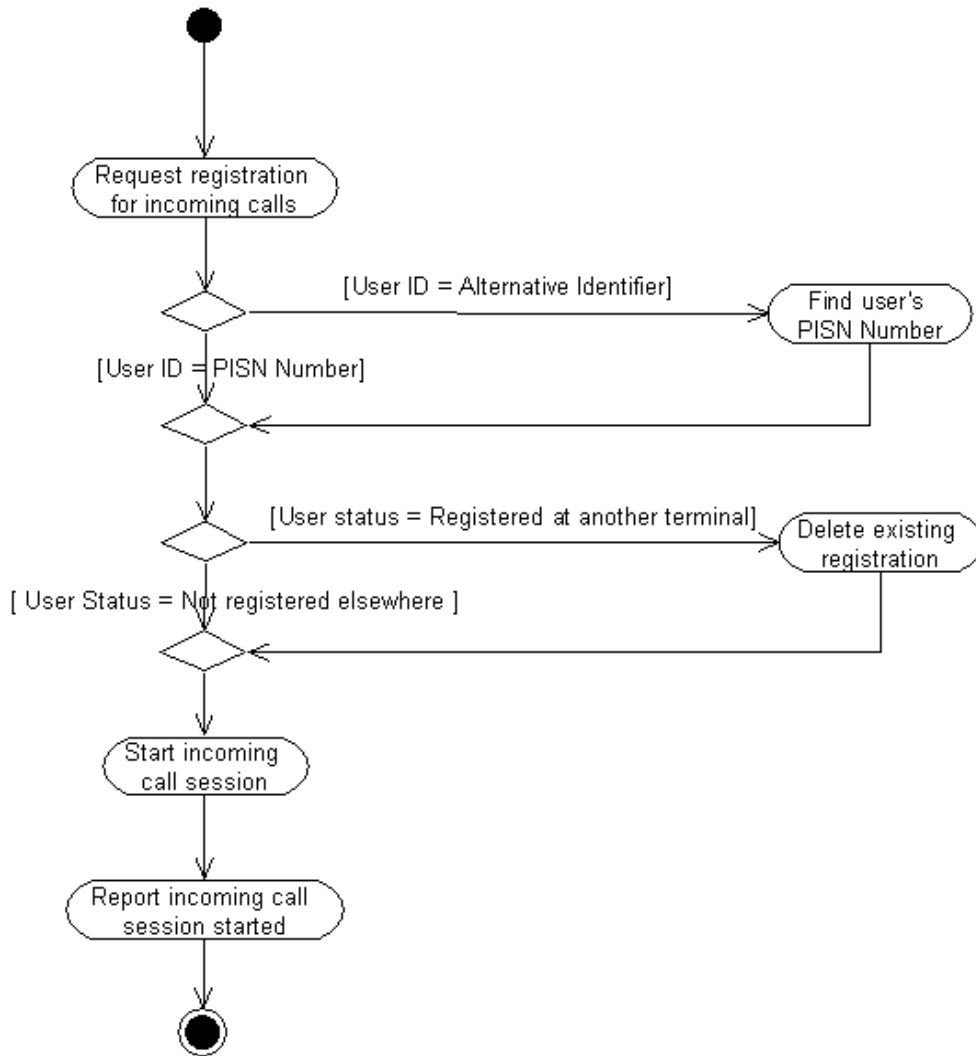 Request registration
for incoming calls
[User ID = Alternative Identifier]
Find user's
PISN Number
[User ID = PISN Number]
[User status = Registered at another terminal]
Delete existing
registration
[ User Status = Not registered elsewhere ]
Start incoming
call session
Report incoming call
session started